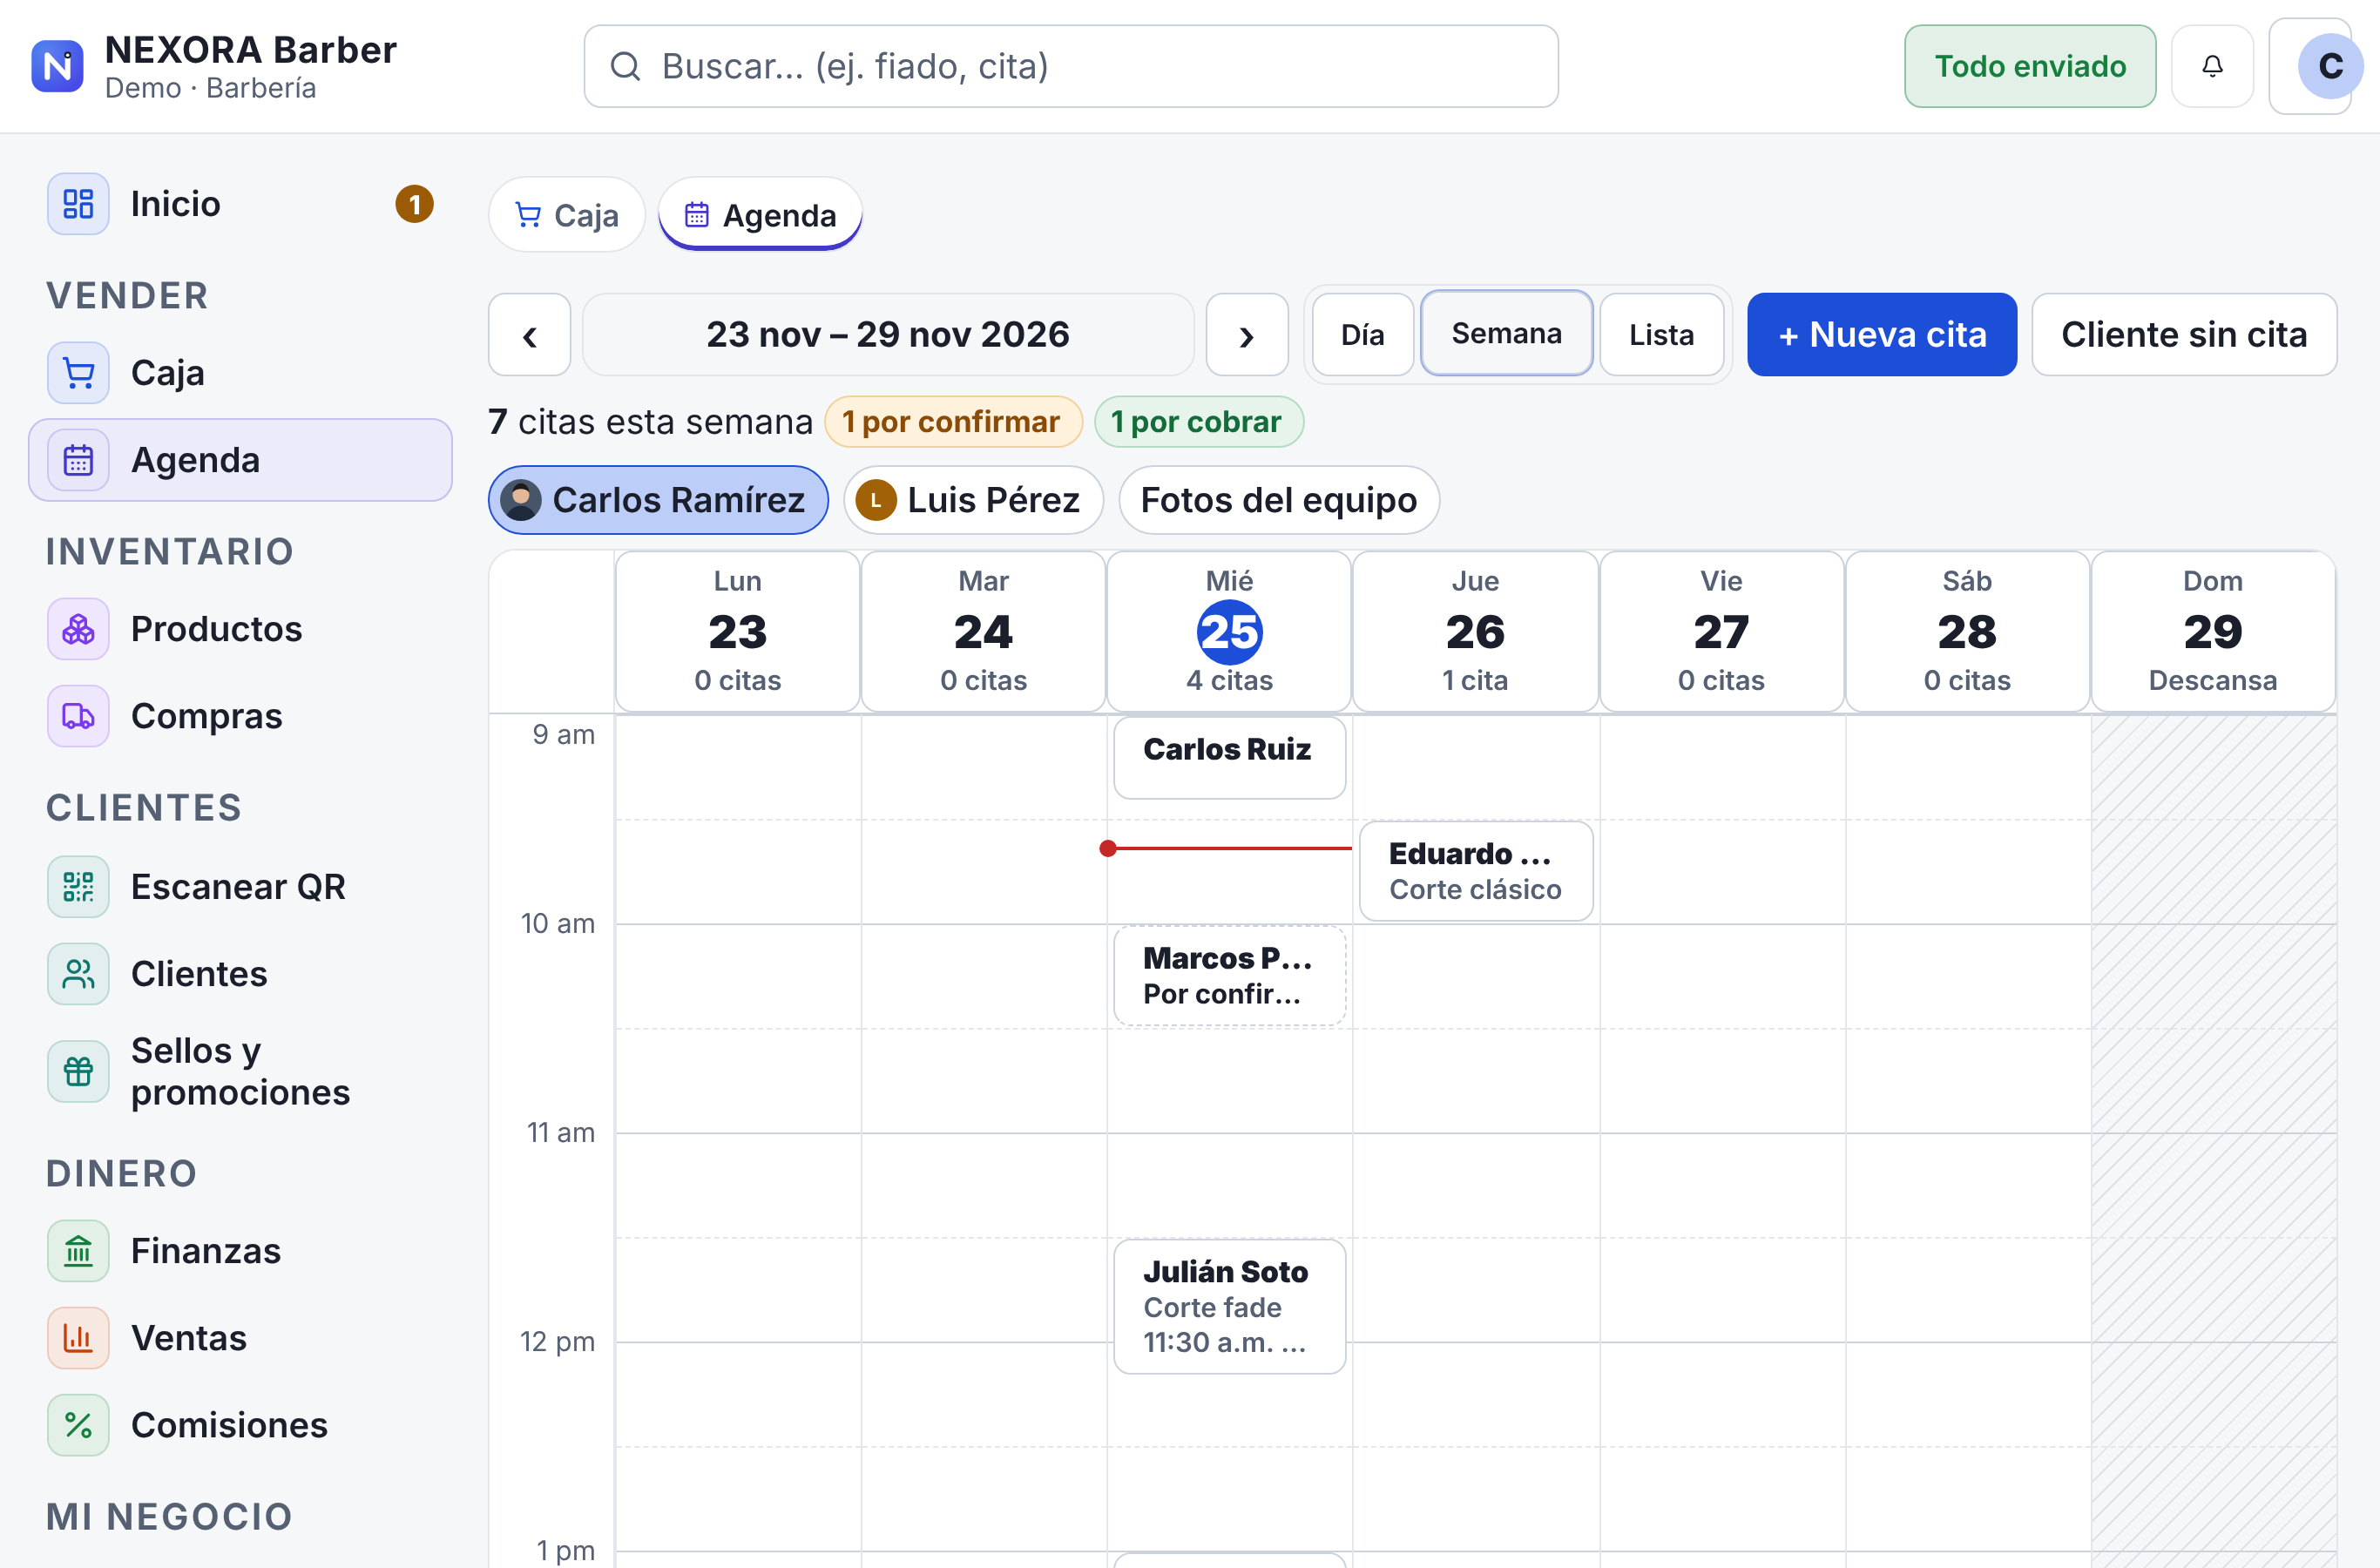 NEXORA Barber
Demo · Barbería
Buscar... (ej. fiado, cita)
Todo enviado
C
Inicio
1
VENDER
Caja
Agenda
INVENTARIO
Productos
Compras
CLIENTES
Escanear QR
Clientes
Sellos y
promociones
DINERO
Finanzas
Ventas
Comisiones
MI NEGOCIO
Caja
Agenda
‹
23 nov – 29 nov 2026
›
Día
Semana
Lista
+ Nueva cita
Cliente sin cita
7 citas esta semana
1 por confirmar
1 por cobrar
Carlos Ramírez
L
Luis Pérez
Fotos del equipo
Lun
23
0 citas
Mar
24
0 citas
Mié
25
4 citas
Jue
26
1 cita
Vie
27
0 citas
Sáb
28
0 citas
Dom
29
Descansa
9 am
Carlos Ruiz
Eduardo ...
Corte clásico
10 am
Marcos P...
Por confir...
11 am
Julián Soto
Corte fade
11:30 a.m. ...
12 pm
1 pm